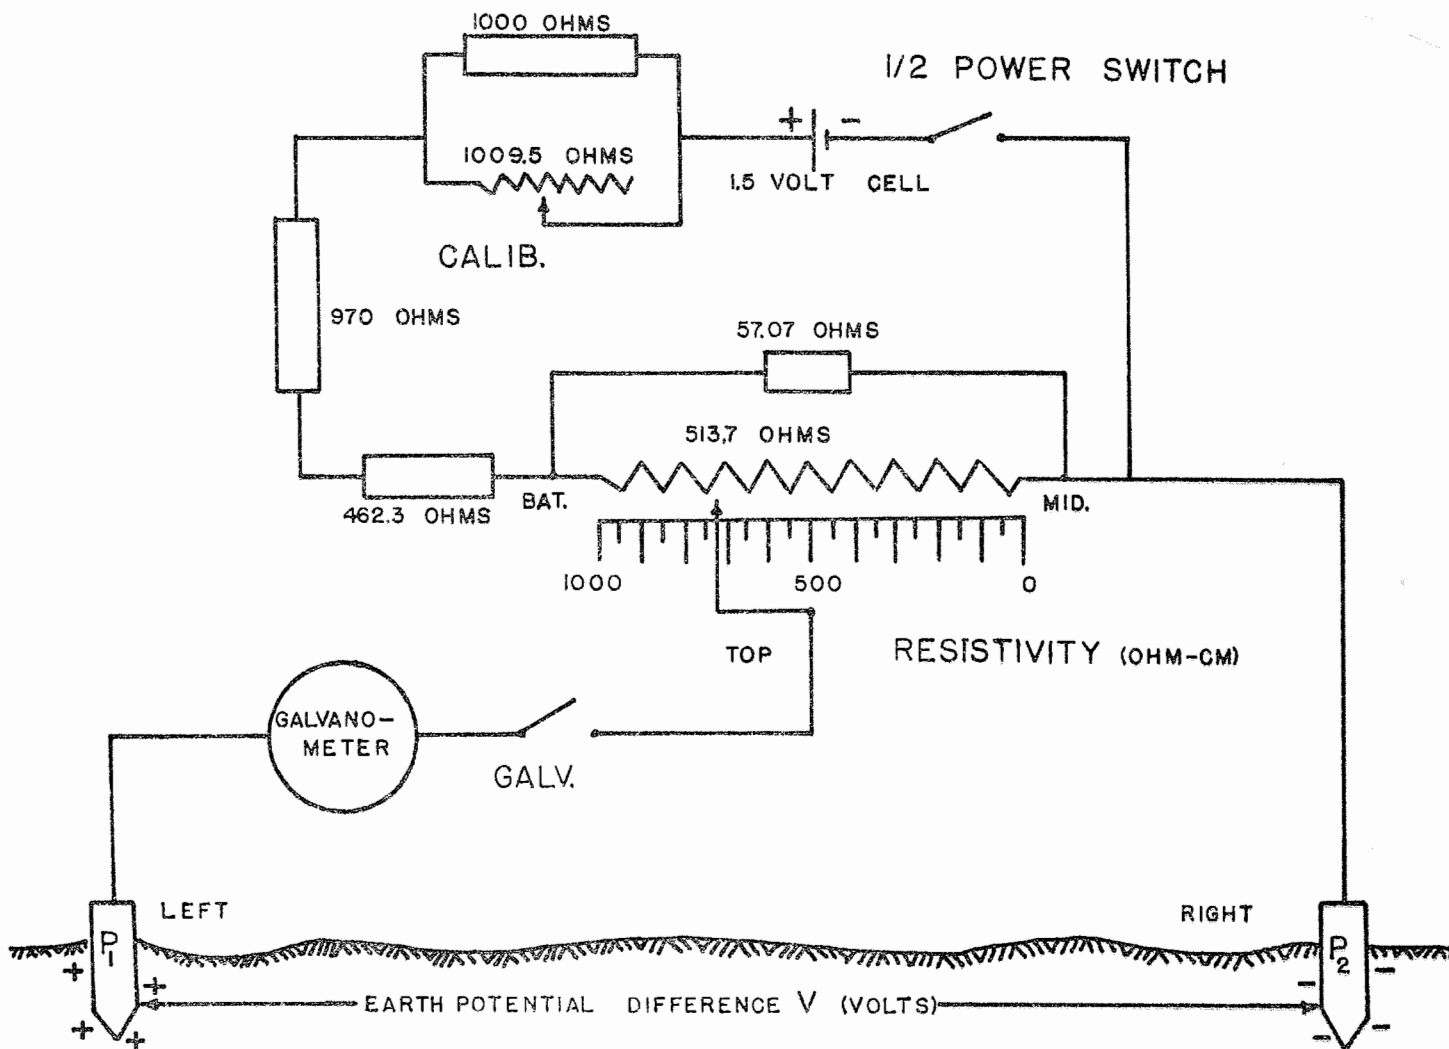 1000 OHMS
1/2 POWER SWITCH
+ -
1009.5 OHMS
1.5 VOLT CELL
CALIB.
970 OHMS
57.07 OHMS
513.7 OHMS
BAT.
MID.
462.3 OHMS
1000 500 0
TOP
RESISTIVITY (OHM-CM)
GALVANO-
METER
GALV.
LEFT
RIGHT
P1
P2
+ + + +
- - - -
EARTH POTENTIAL DIFFERENCE V (VOLTS)